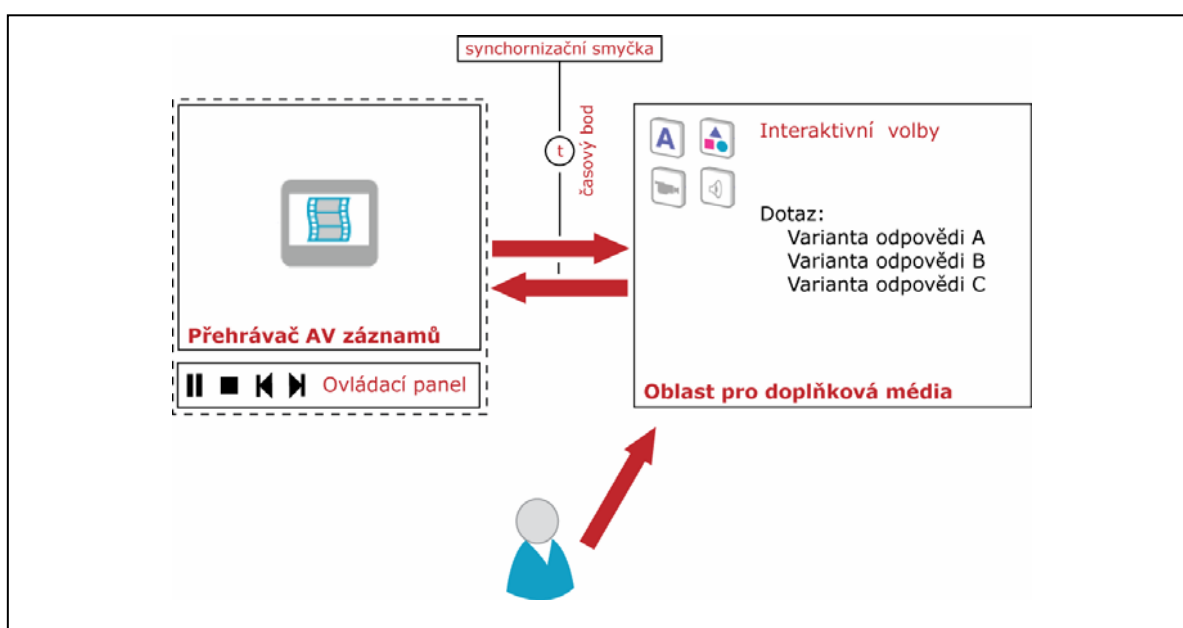 synchornizační smyčka
časový bod
t
Přehrávač AV záznamů
Ovládací panel
A
Interaktivní volby
Dotaz:
Varianta odpovědi A
Varianta odpovědi B
Varianta odpovědi C
Oblast pro doplňková média